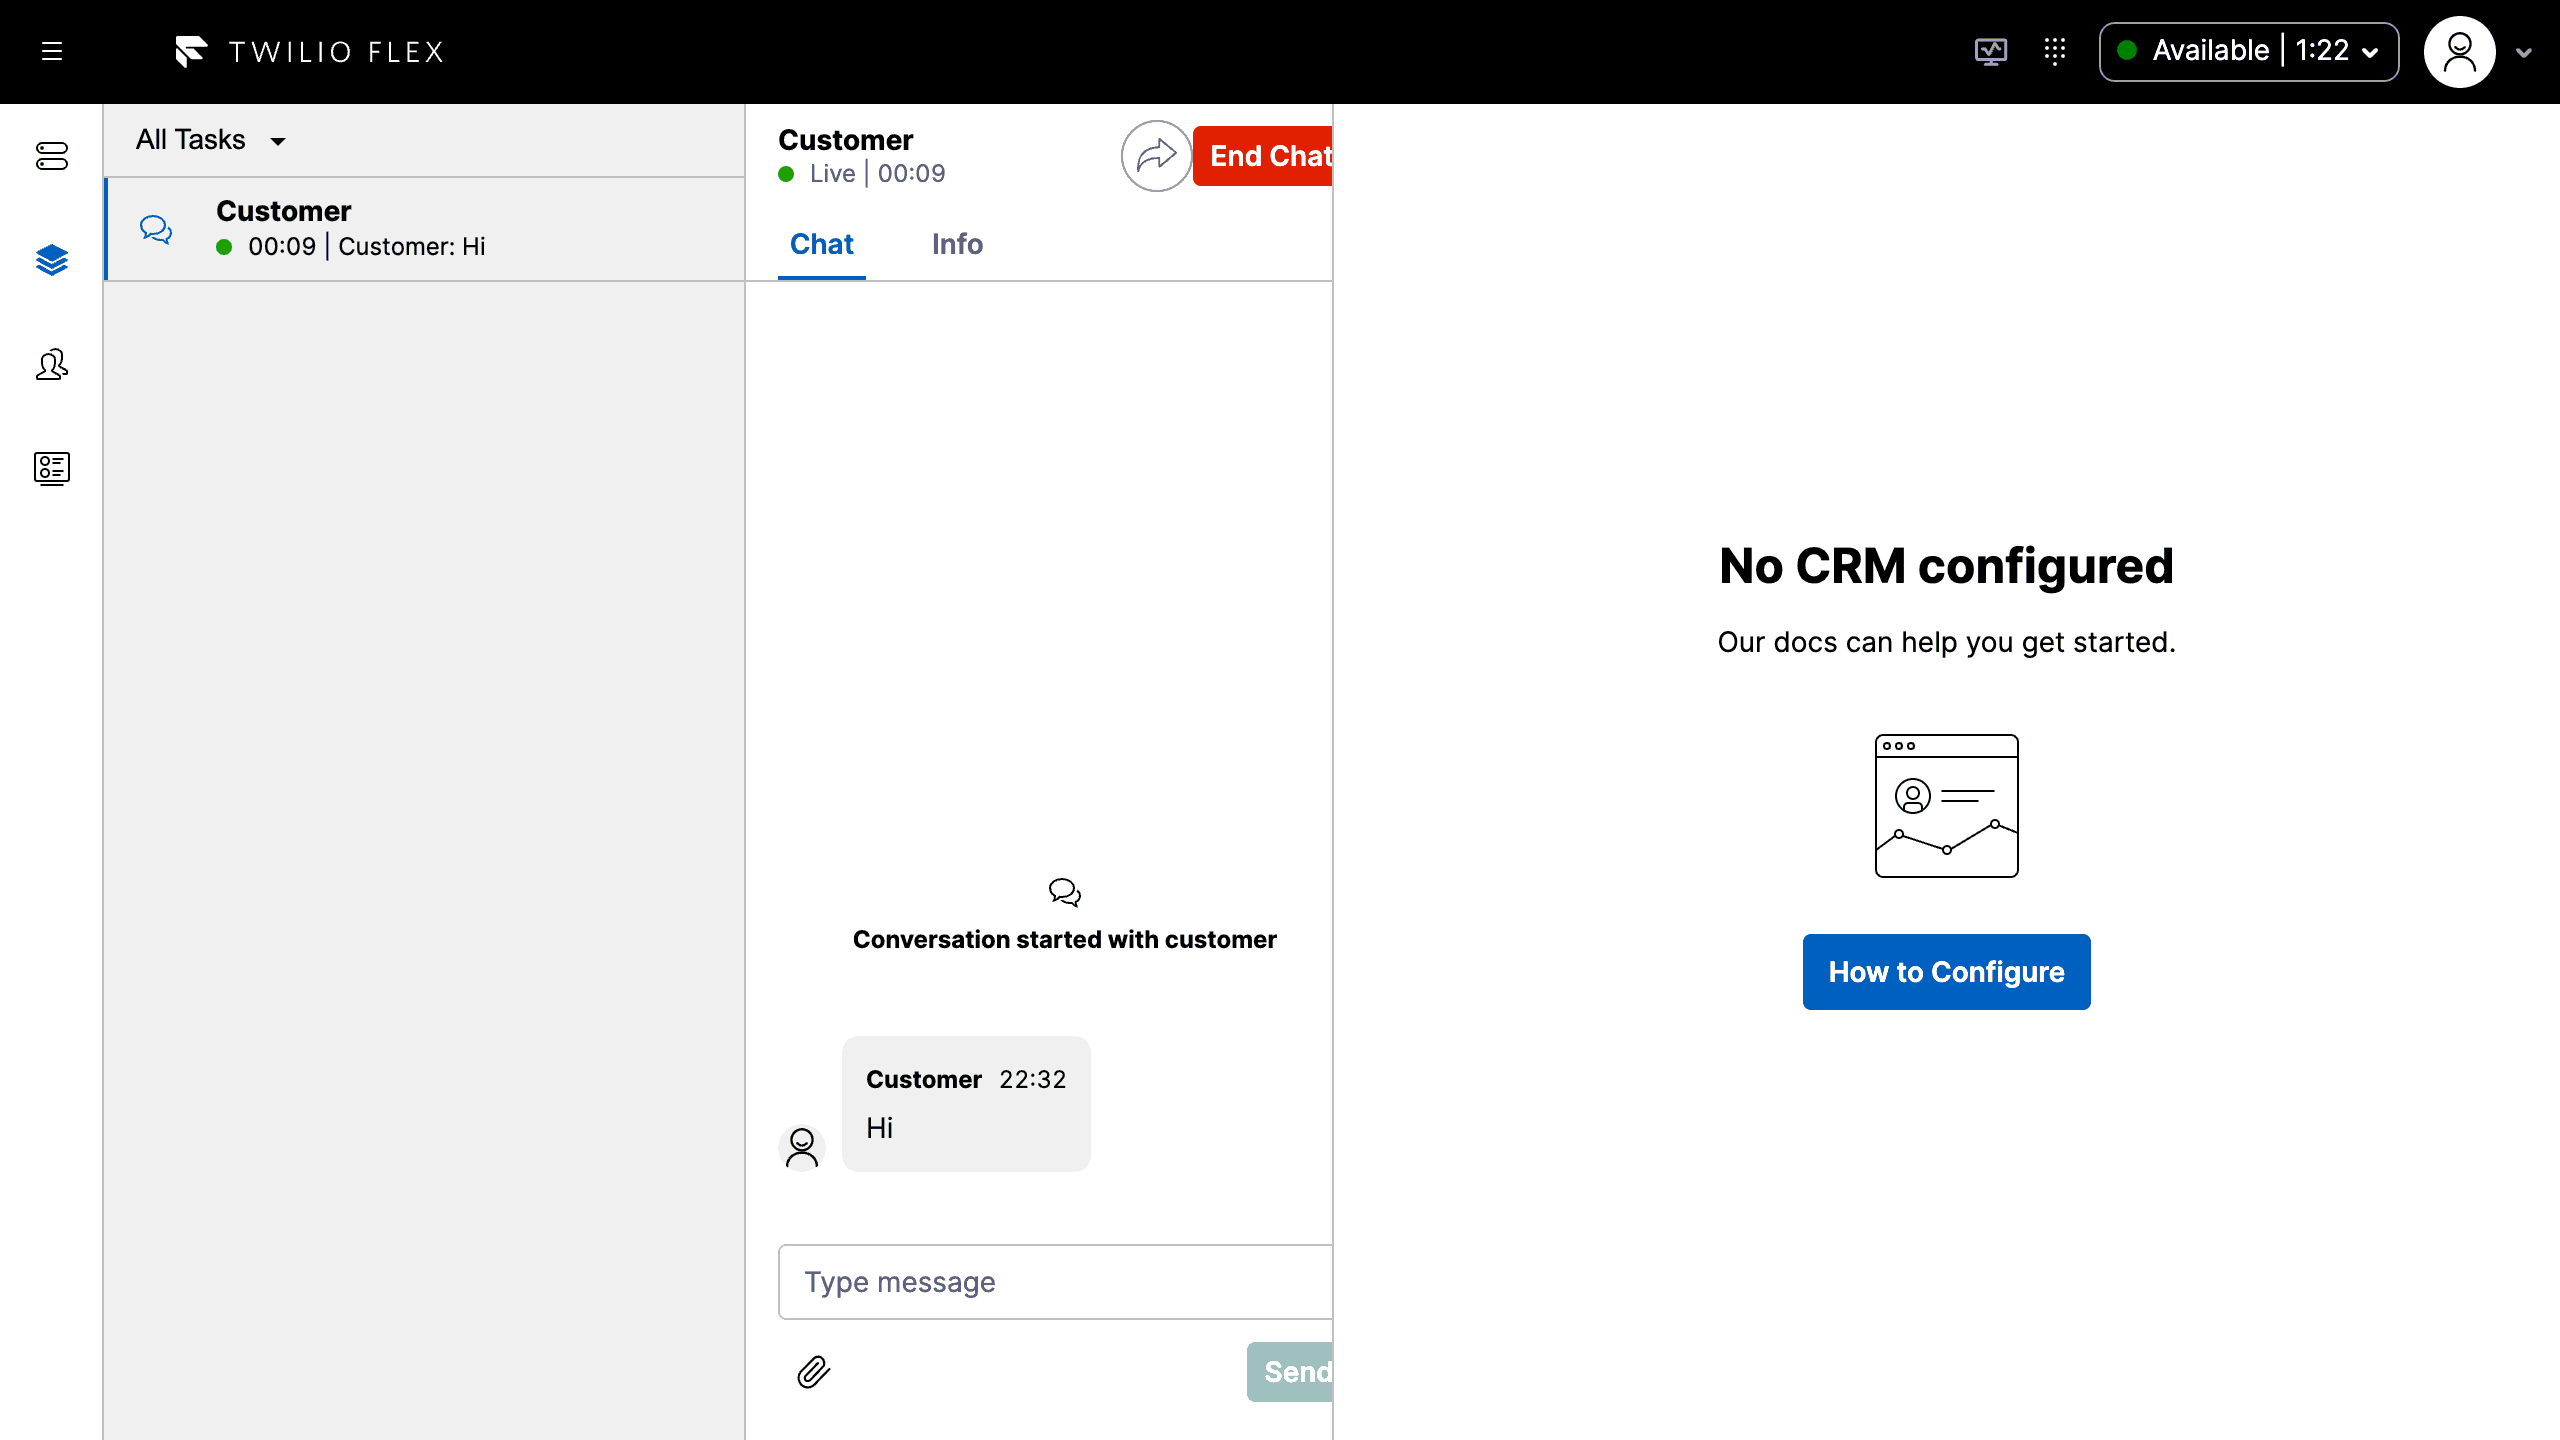 TWILIO FLEX
Available | 1:22
All Tasks
Customer
00:09 | Customer: Hi
Customer
Live | 00:09
End Chat
Chat
Info
Conversation started with customer
Customer 22:32
Hi
Type message
Send
No CRM configured
Our docs can help you get started.
How to Configure